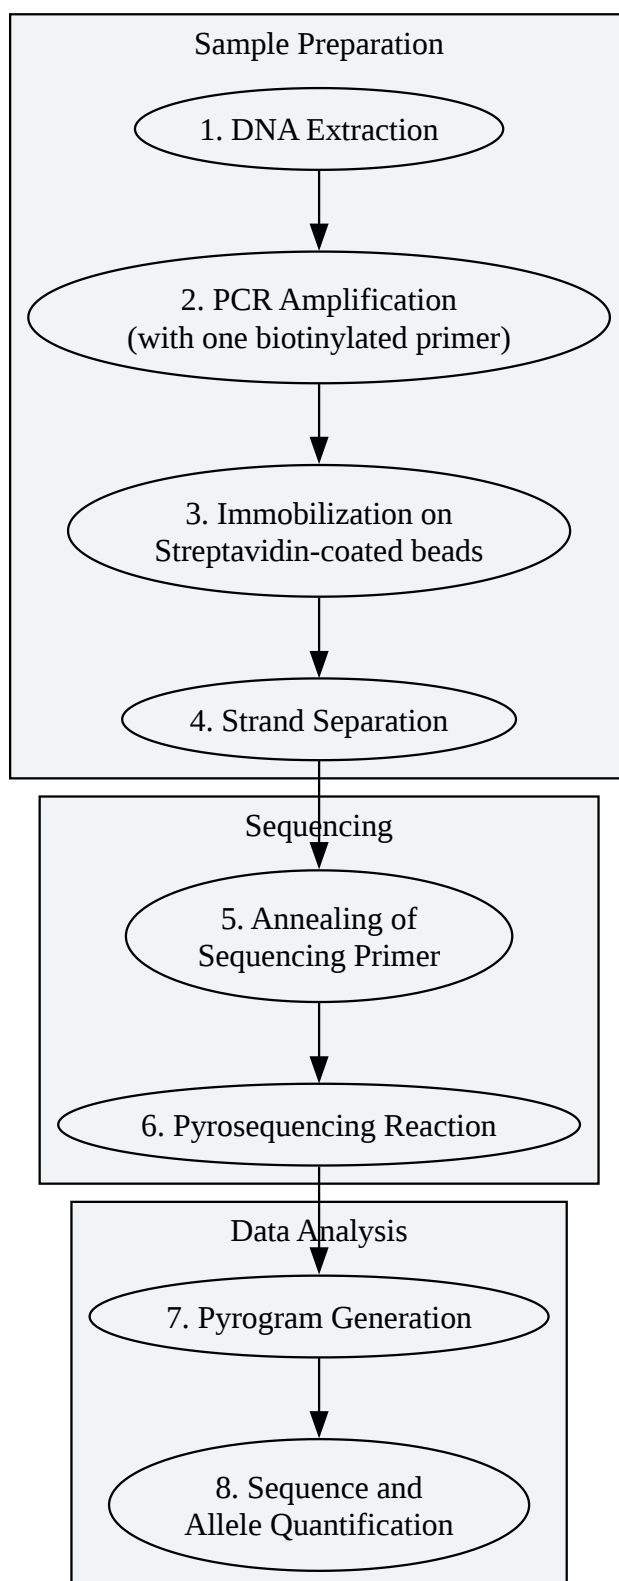 Sample Preparation
1. DNA Extraction
2. PCR Amplification
(with one biotinylated primer)
3. Immobilization on
Streptavidin-coated beads
4. Strand Separation
Sequencing
5. Annealing of
Sequencing Primer
6. Pyrosequencing Reaction
Data Analysis
7. Pyrogram Generation
8. Sequence and
Allele Quantification